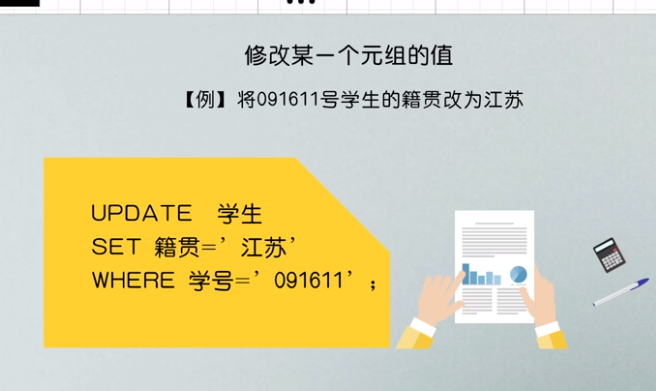 修改某一个元组的值
【例】将091611号学生的籍贯改为江苏
UPDATE 学生
SET 籍贯=’江苏’
WHERE 学号=’091611’;